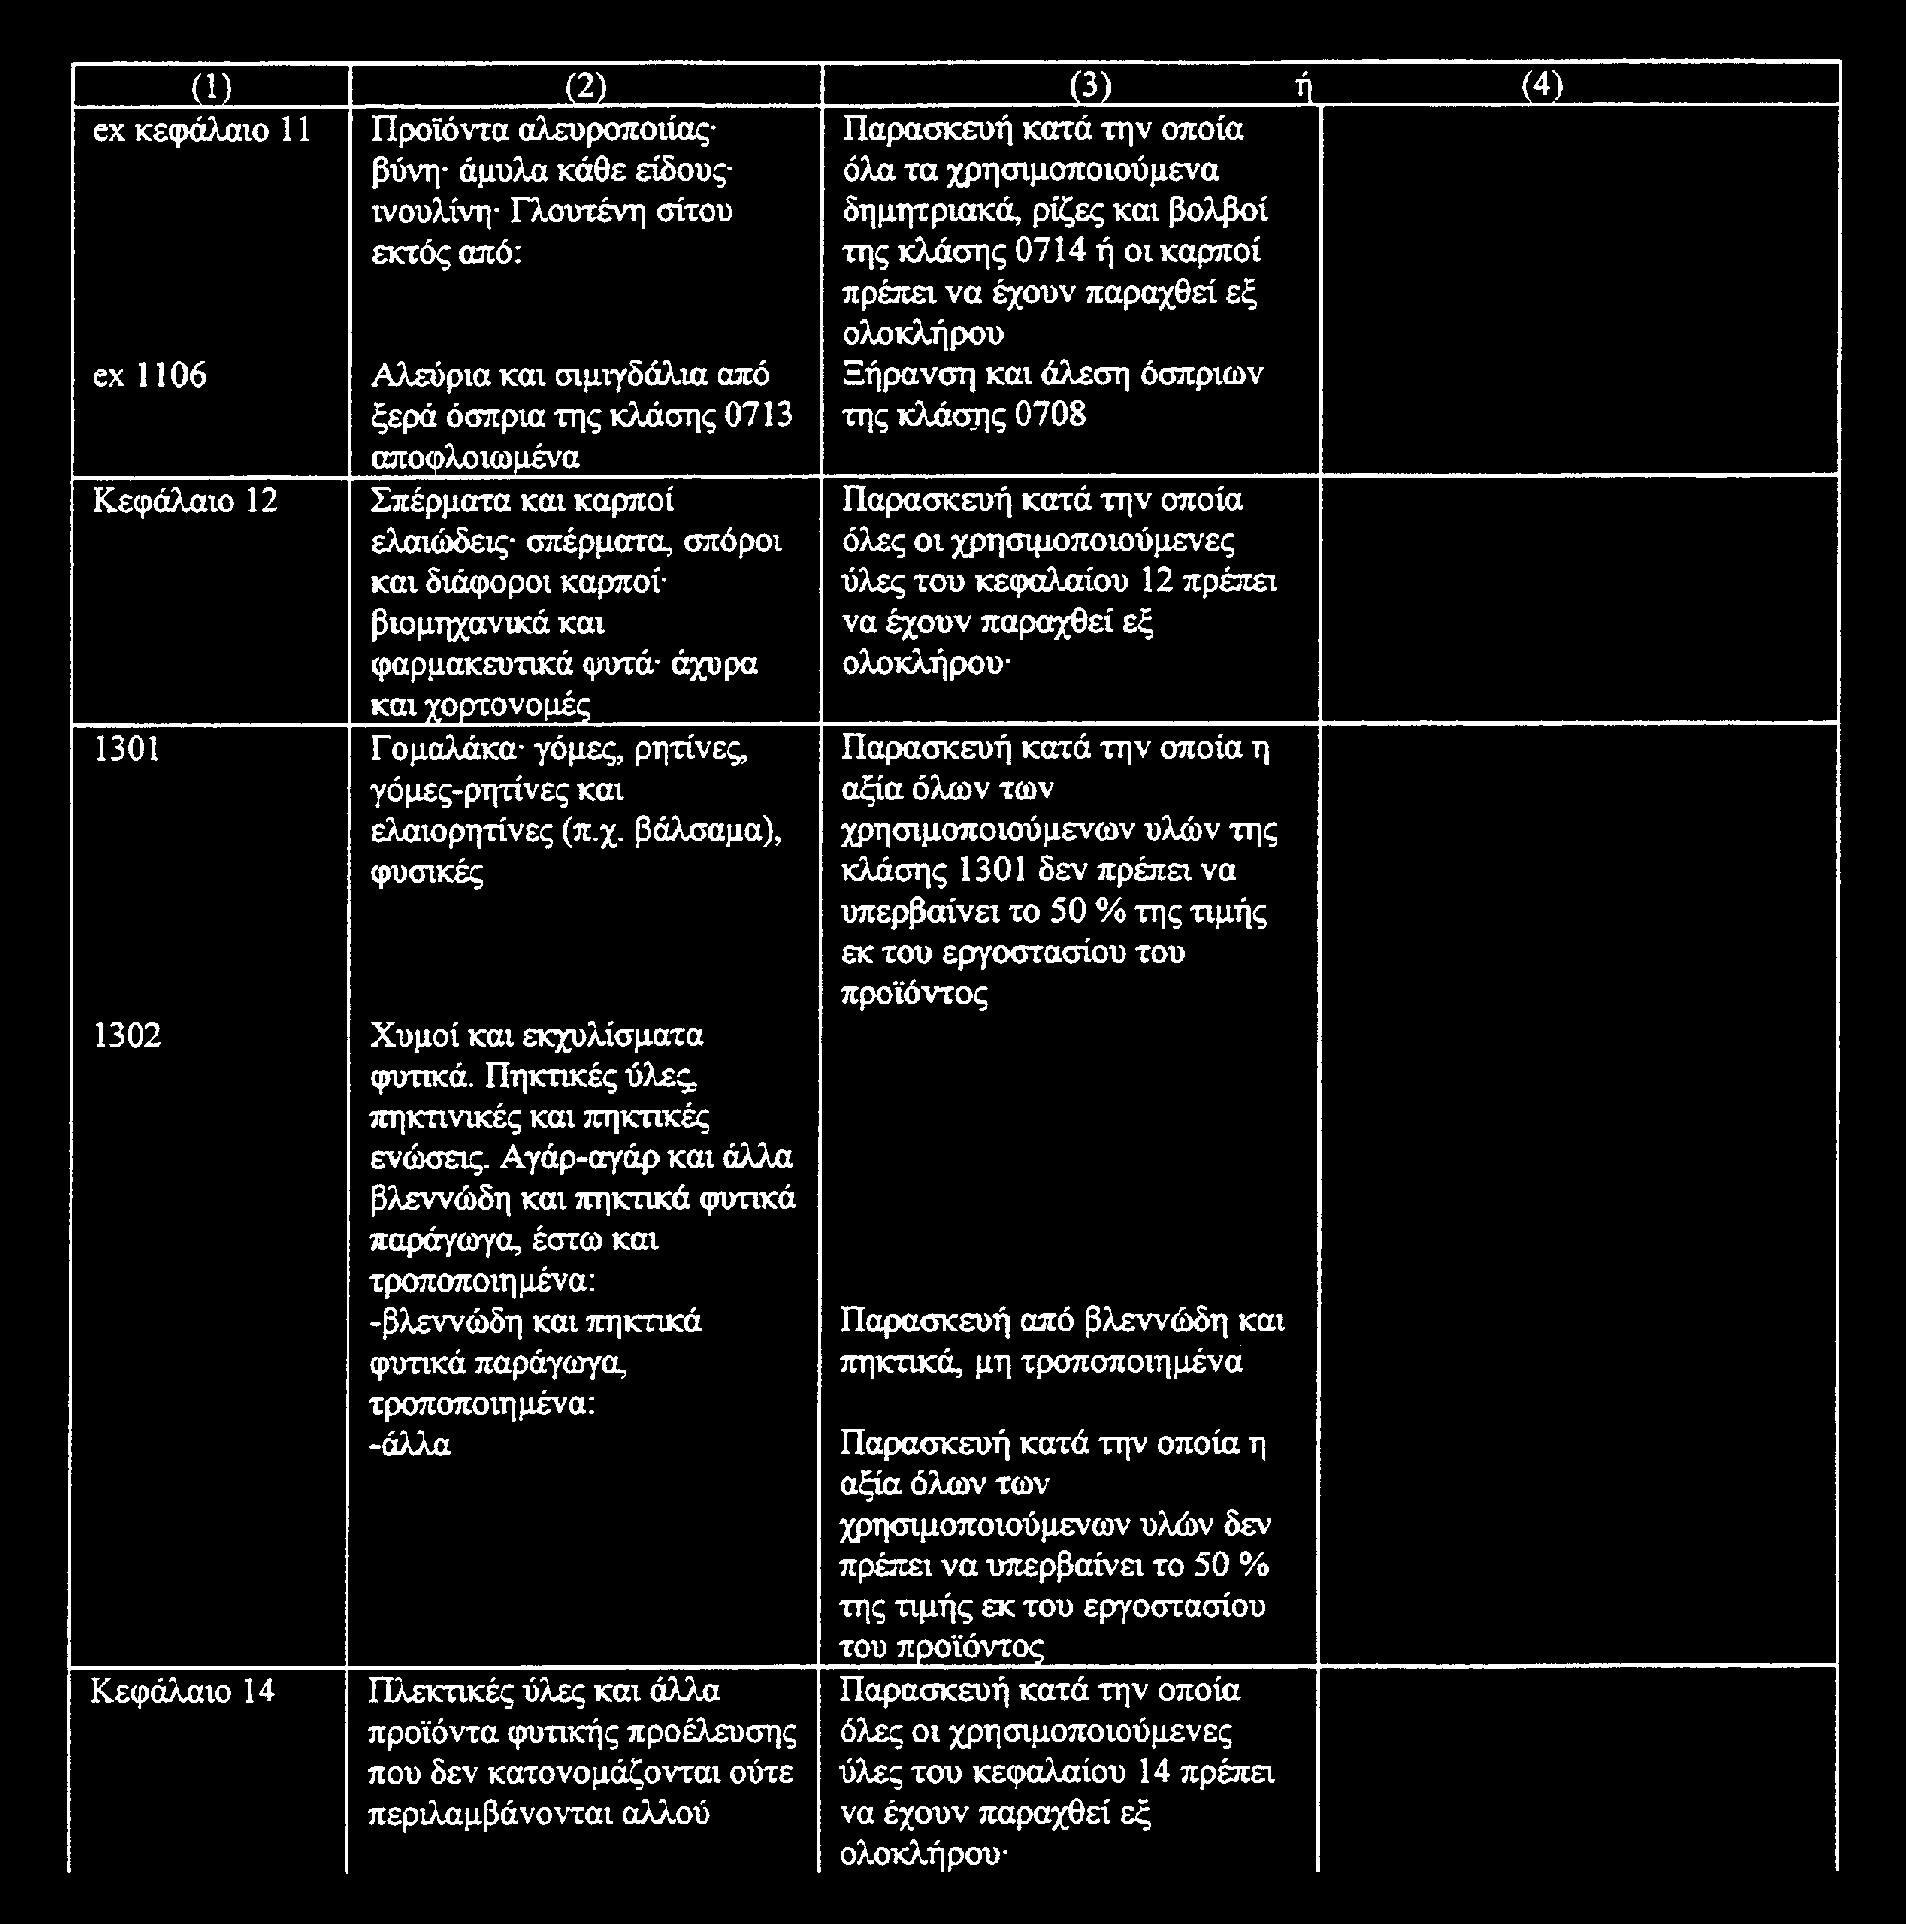 (1) (2) (3) ή (4)
ex κεφάλαιο 11
Προϊόντα αλευροποιίας·
βύνη· άμυλα κάθε είδους·
ινουλίνη· Γλουτένη σίτου
εκτός από:
Παρασκευή κατά την οποία
όλα τα χρησιμοποιούμενα
δημητριακά, ρίζες και βολβοί
της κλάσης 0714 ή οι καρποί
πρέπει να έχουν παραχθεί εξ
ολοκλήρου
ex 1106
Αλεύρια και σιμιγδάλια από
ξερά όσπρια της κλάσης 0713
αποφλοιωμένα
Ξήρανση και άλεση όσπριων
της κλάσης 0708
Κεφάλαιο 12
Σπέρματα και καρποί
ελαιώδεις· σπέρματα, σπόροι
και διάφοροι καρποί·
βιομηχανικά και
φαρμακευτικά φυτά· άχυρα
και χορτονομές
Παρασκευή κατά την οποία
όλες οι χρησιμοποιούμενες
ύλες του κεφαλαίου 12 πρέπει
να έχουν παραχθεί εξ
ολοκλήρου·
1301
Γομαλάκα· γόμες, ρητίνες,
γόμες-ρητίνες και
ελαιορητίνες (π.χ. βάλσαμα),
φυσικές
Παρασκευή κατά την οποία η
αξία όλων των
χρησιμοποιούμενων υλών της
κλάσης 1301 δεν πρέπει να
υπερβαίνει το 50 % της τιμής
εκ του εργοστασίου του
προϊόντος
1302
Χυμοί και εκχυλίσματα
φυτικά. Πηκτικές ύλες,
πηκτινικές και πηκτικές
ενώσεις. Αγάρ-αγάρ και άλλα
βλεννώδη και πηκτικά φυτικά
παράγωγα, έστω και
τροποποιημένα:
-βλεννώδη και πηκτικά
φυτικά παράγωγα,
τροποποιημένα:
Παρασκευή από βλεννώδη και
πηκτικά, μη τροποποιημένα
-άλλα
Παρασκευή κατά την οποία η
αξία όλων των
χρησιμοποιούμενων υλών δεν
πρέπει να υπερβαίνει το 50 %
της τιμής εκ του εργοστασίου
του προϊόντος
Κεφάλαιο 14
Πλεκτικές ύλες και άλλα
προϊόντα φυτικής προέλευσης
που δεν κατονομάζονται ούτε
περιλαμβάνονται αλλού
Παρασκευή κατά την οποία
όλες οι χρησιμοποιούμενες
ύλες του κεφαλαίου 14 πρέπει
να έχουν παραχθεί εξ
ολοκλήρου·